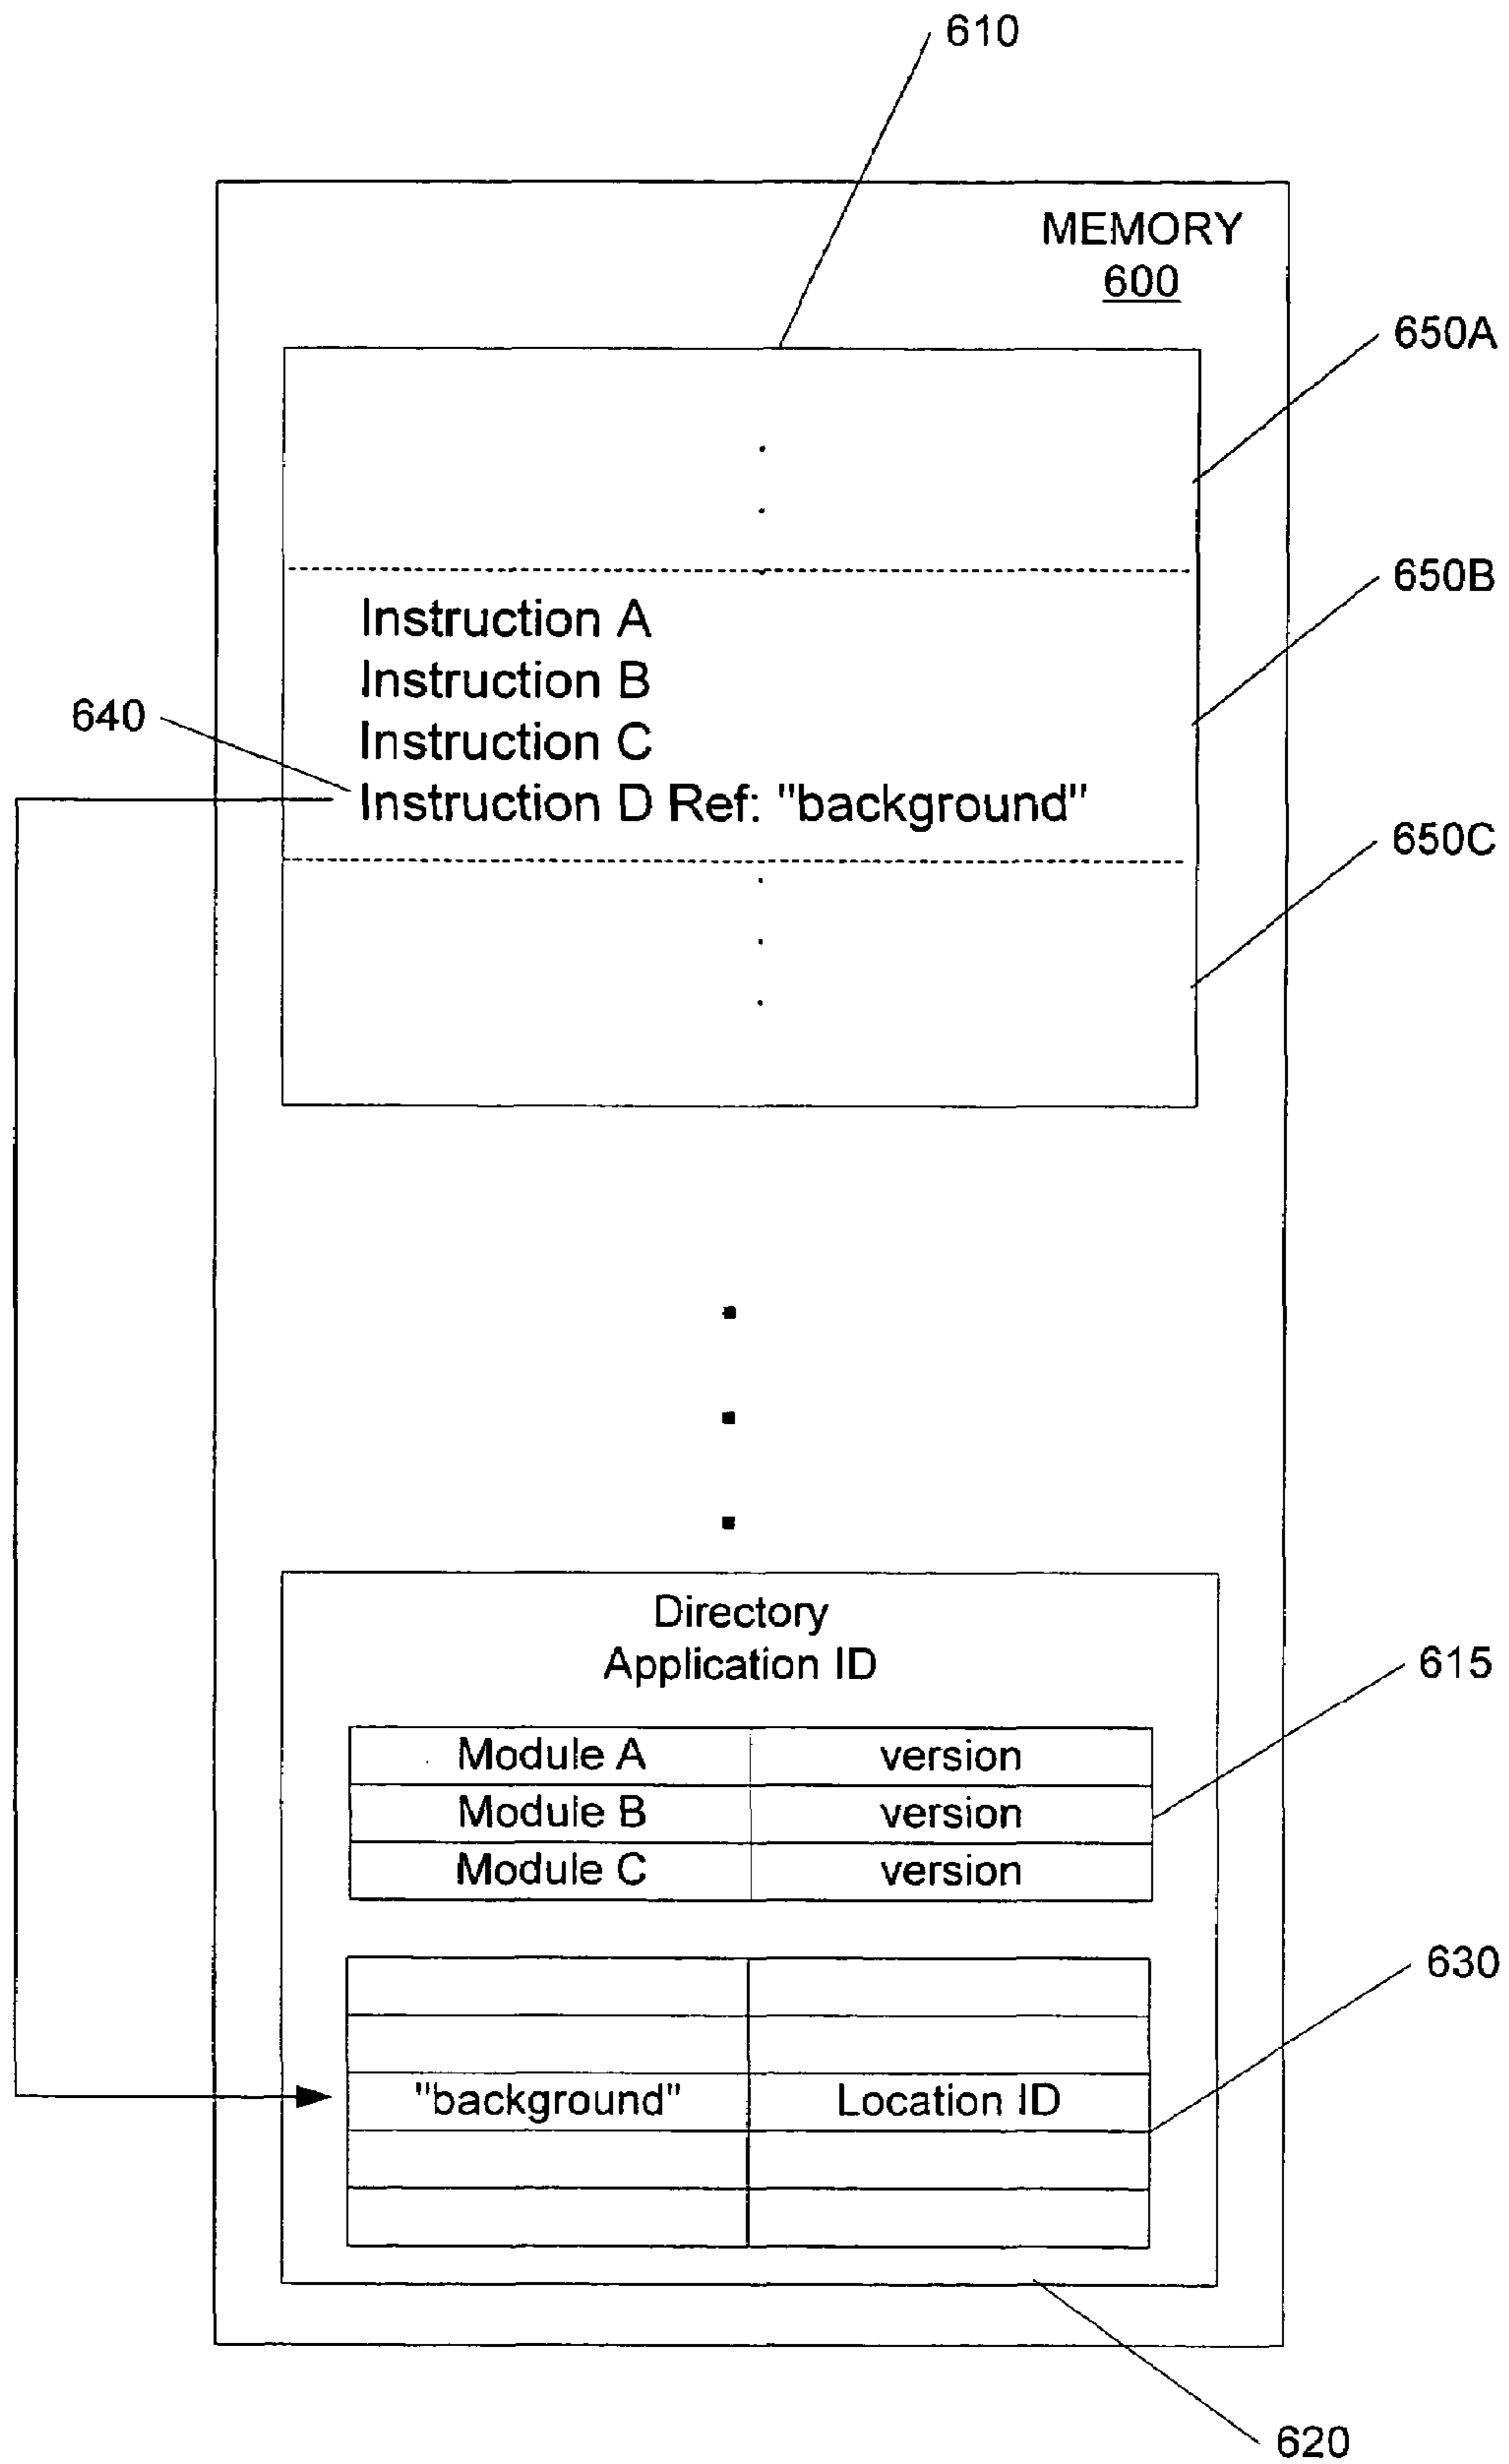 610
MEMORY
600
650A
650B
Instruction A
Instruction B
Instruction C
640
Instruction D Ref: "background"
650C
Directory
Application ID
615
Module A version
Module B version
Module C version
630
"background" Location ID
620